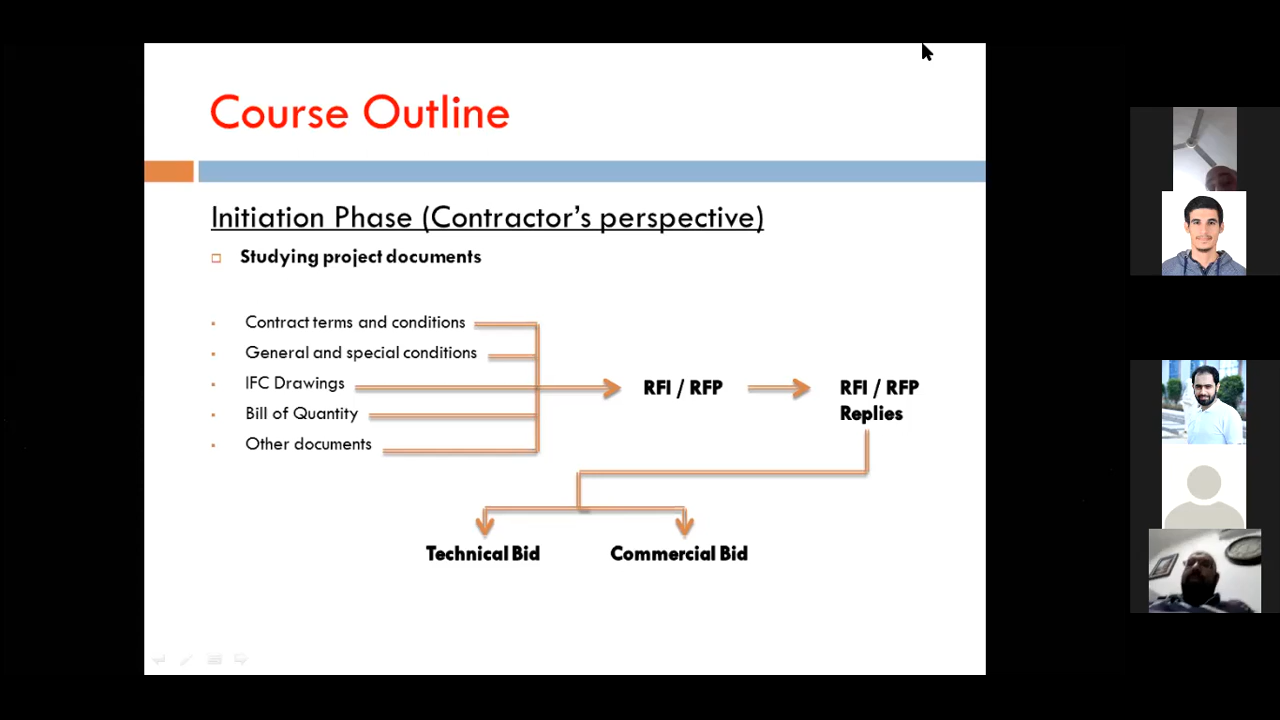 Course Outline
Initiation Phase (Contractor's perspective)
Studying project documents
Contract terms and conditions
General and special conditions
IFC Drawings
Bill of Quantity
Other documents
RFI / RFP
RFI / RFP
Replies
Technical Bid
Commercial Bid